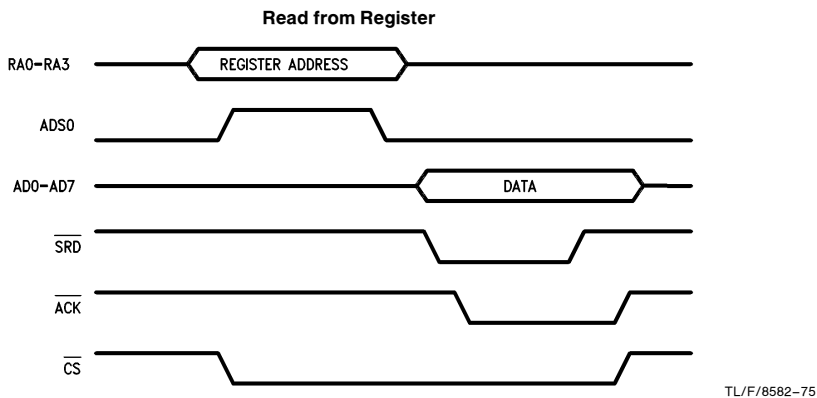 Read from Register
RA0–RA3
REGISTER ADDRESS
ADS0
AD0–AD7
DATA
SRD
ACK
CS
TL/F/8582–75